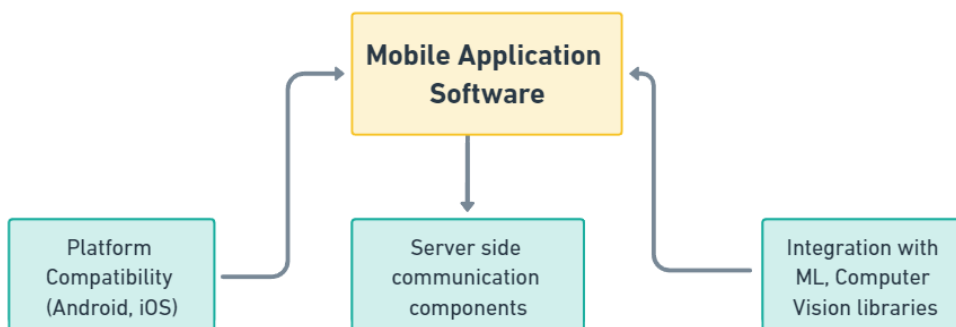 Mobile Application
Software
Platform
Compatibility
(Android, iOS)
Server side
communication
components
Integration with
ML, Computer
Vision libraries